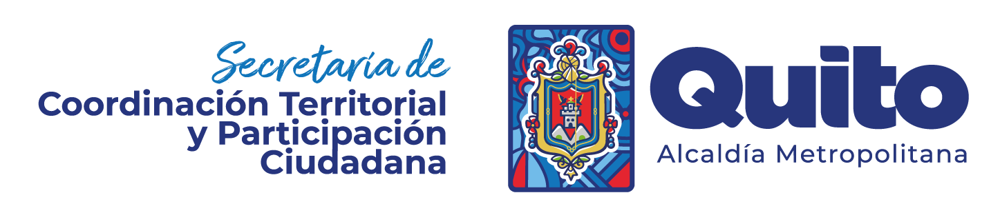 Secretaría de
Coordinación Territorial
y Participación
Ciudadana
Quito
Alcaldía Metropolitana